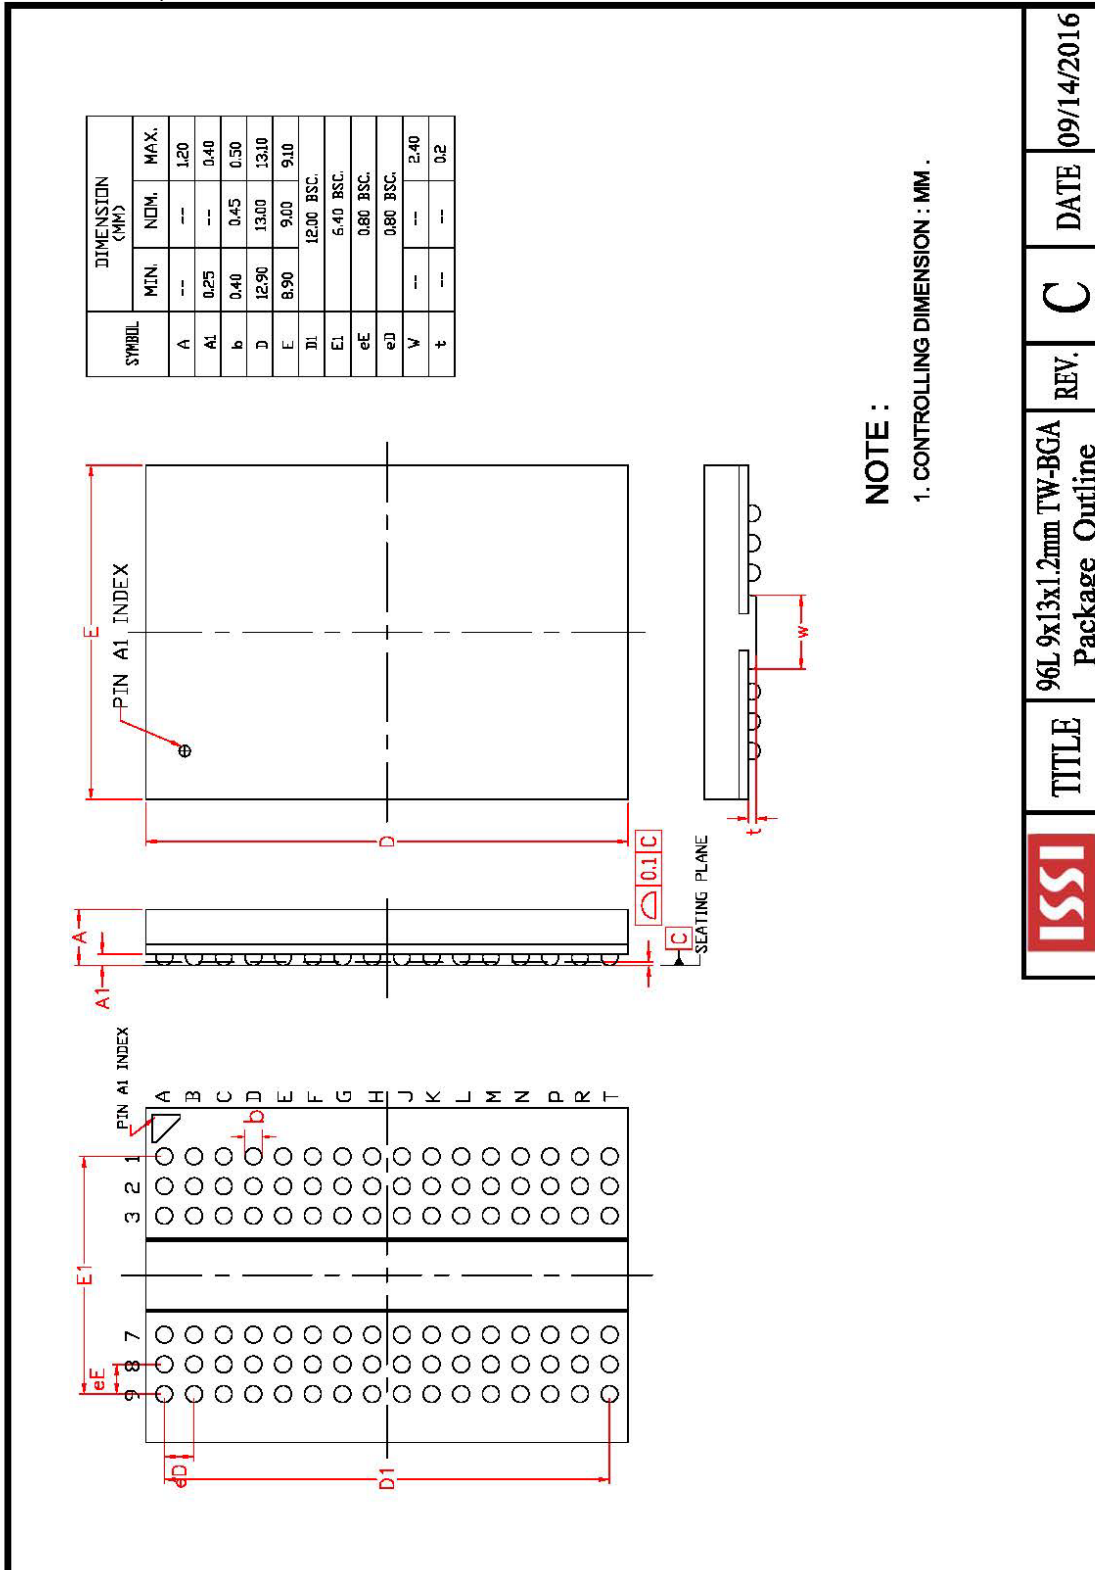 DIMENSION
(MM)
SYMBOL MIN. NOM. MAX.
A -- -- 1.20
A1 0.25 -- 0.40
b 0.40 0.45 0.50
D 12.90 13.00 13.10
E 8.90 9.00 9.10
D1 12.00 BSC.
E1 6.40 BSC.
eE 0.80 BSC.
eD 0.80 BSC.
W -- -- 2.40
t -- -- 0.2
PIN A1 INDEX
A
B
C
D
E
F
G
H
J
K
L
M
N
P
R
T
1
2
3
7
8
9
b
E1
eE
eD
D1
A
A1
0.1 C
C
SEATING PLANE
PIN A1 INDEX
E
D
t
w
NOTE :
1. CONTROLLING DIMENSION : MM .
ISSI
TITLE
96L 9x13x1.2mm TW-BGA
Package Outline
REV.
C
DATE
09/14/2016